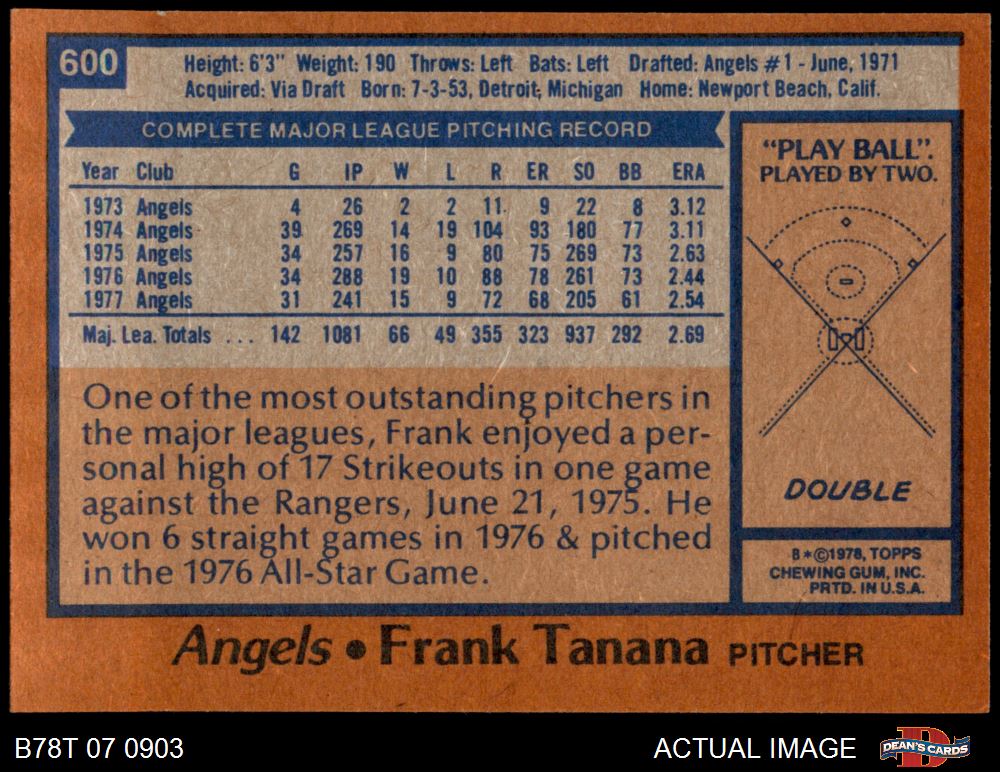 600
Height: 6'3" Weight: 190 Throws: Left Bats: Left Drafted: Angels #1 - June, 1971
Acquired: Via Draft Born: 7-3-53, Detroit, Michigan Home: Newport Beach, Calif.
COMPLETE MAJOR LEAGUE PITCHING RECORD
Year Club G IP W L R ER SO BB ERA
1973 Angels 4 26 2 2 11 9 22 8 3.12
1974 Angels 39 269 14 19 104 93 180 77 3.11
1975 Angels 34 257 16 9 80 75 269 73 2.63
1976 Angels 34 288 19 10 88 78 261 73 2.44
1977 Angels 31 241 15 9 72 68 205 61 2.54
Maj. Lea. Totals ... 142 1081 66 49 355 323 937 292 2.69
One of the most outstanding pitchers in
the major leagues, Frank enjoyed a per-
sonal high of 17 Strikeouts in one game
against the Rangers, June 21, 1975. He
won 6 straight games in 1976 & pitched
in the 1976 All-Star Game.
"PLAY BALL".
PLAYED BY TWO.
DOUBLE
B*©1978, TOPPS
CHEWING GUM, INC.
PRTD. IN U.S.A.
Angels • Frank Tanana PITCHER
B78T 07 0903
ACTUAL IMAGE
D
DEAN'S CARDS